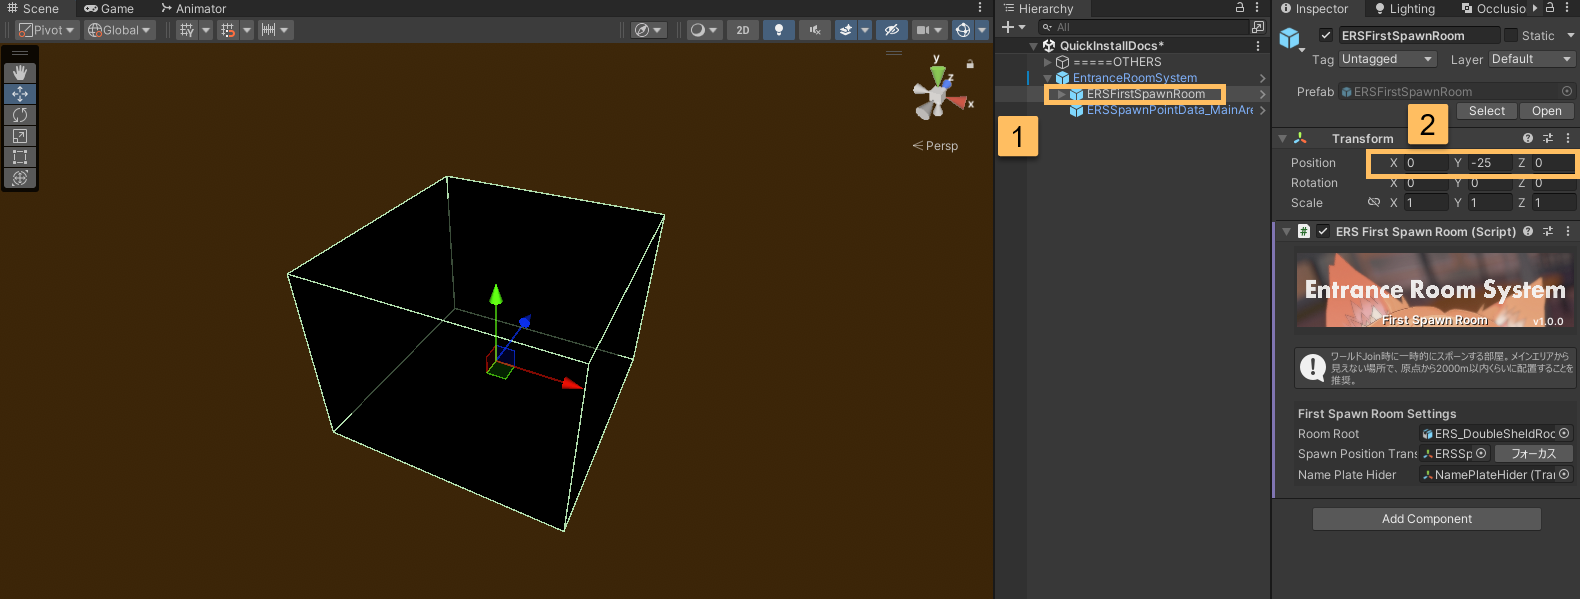 Scene
Game
Animator
Pivot
Global
2D
y
z
x
Persp
Hierarchy
All
QuickInstallDocs*
=====OTHERS
EntranceRoomSystem
ERSFirstSpawnRoom
ERSSpawnPointData_MainAre
1
Inspector
Lighting
Occlusio
ERSFirstSpawnRoom
Static
Tag Untagged
Layer Default
Prefab ERSFirstSpawnRoom
Select
Open
2
Transform
Position X 0 Y -25 Z 0
Rotation X 0 Y 0 Z 0
Scale X 1 Y 1 Z 1
# ERS First Spawn Room (Script)
Entrance Room System
First Spawn Room
v1.0.0
ワールドJoin時に一時的にスポーンする部屋。メインエリアから
見えない場所で、原点から2000m以内くらいに配置することを
推奨。
First Spawn Room Settings
Room Root ERS_DoubleSheldRoo
Spawn Position Trans ERSSp フォーカス
Name Plate Hider NamePlateHider (Tra
Add Component